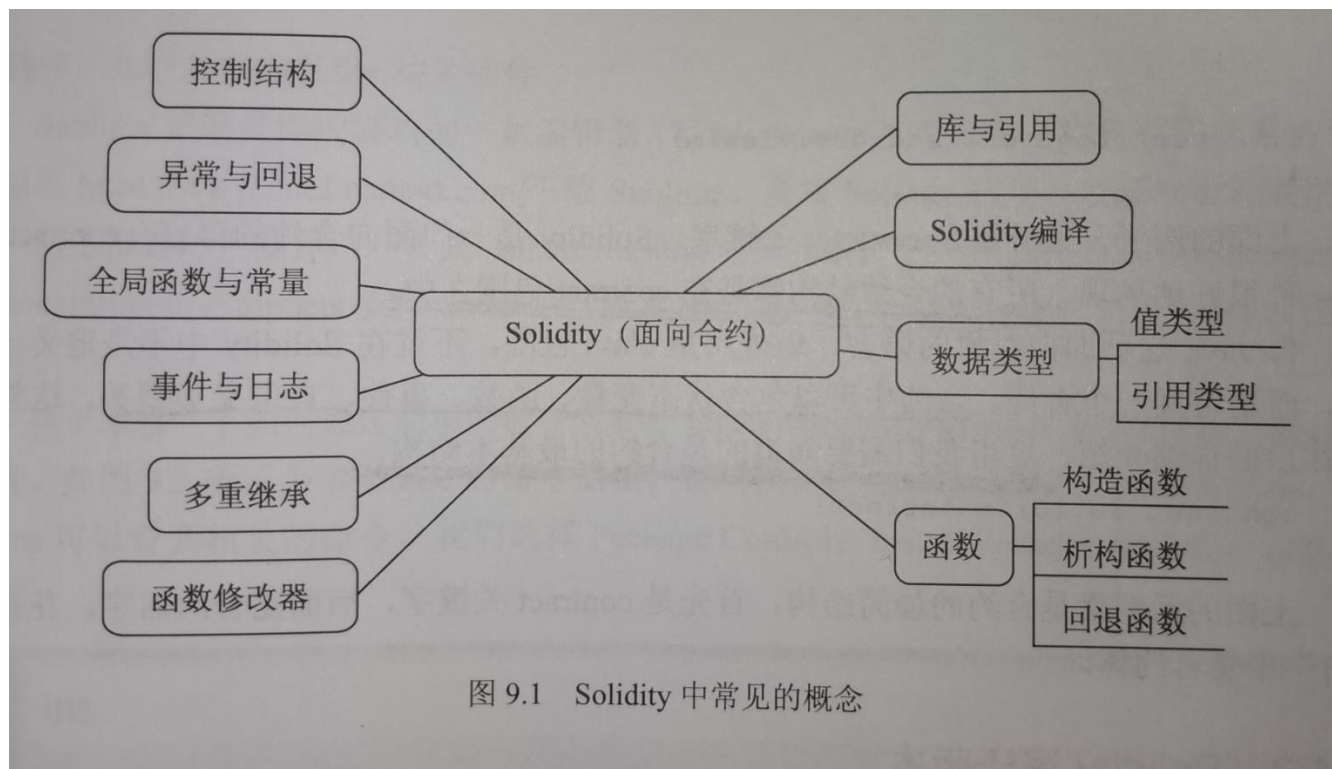 控制结构
异常与回退
全局函数与常量
事件与日志
多重继承
函数修改器
Solidity（面向合约）
库与引用
Solidity编译
数据类型
值类型
引用类型
函数
构造函数
析构函数
回退函数
图 9.1 Solidity 中常见的概念